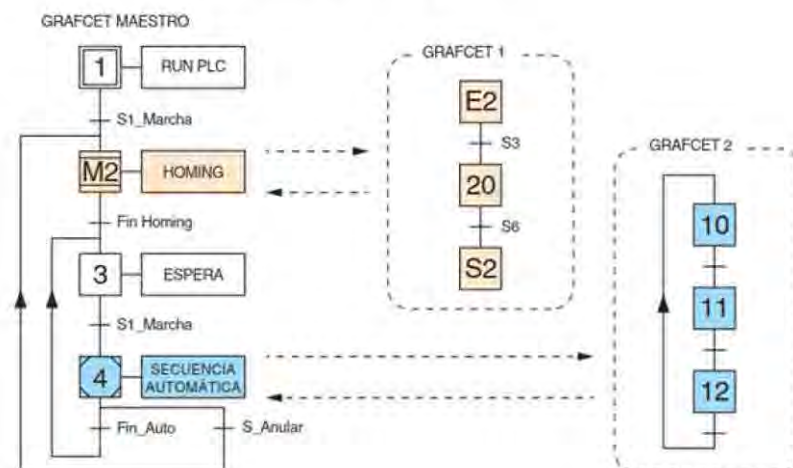 GRAFCET MAESTRO
1
RUN PLC
S1_Marcha
M2
HOMING
Fin Homing
3
ESPERA
S1_Marcha
4
SECUENCIA
AUTOMÁTICA
Fin_Auto
S_Anular
GRAFCET 1
E2
S3
20
S6
S2
GRAFCET 2
10
11
12